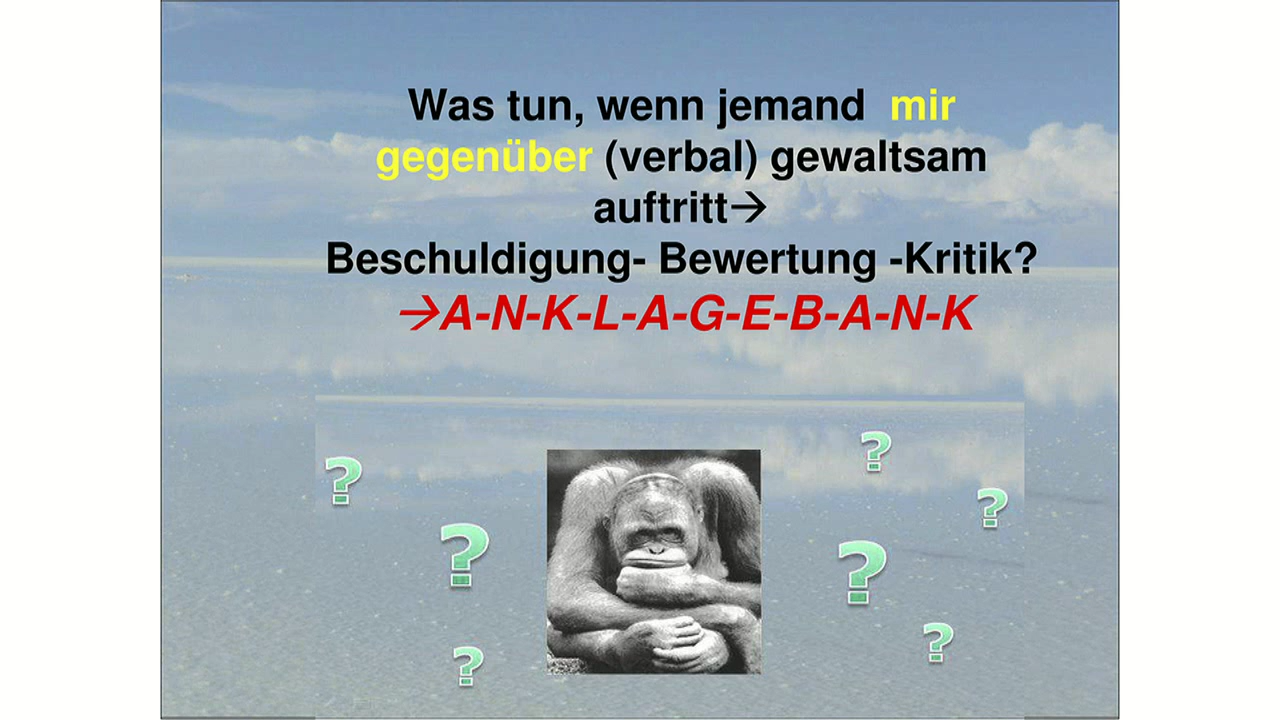 Was tun, wenn jemand mir
gegenüber (verbal) gewaltsam
auftritt→
Beschuldigung- Bewertung -Kritik?
→A-N-K-L-A-G-E-B-A-N-K
? ?
?
? ?
? ?